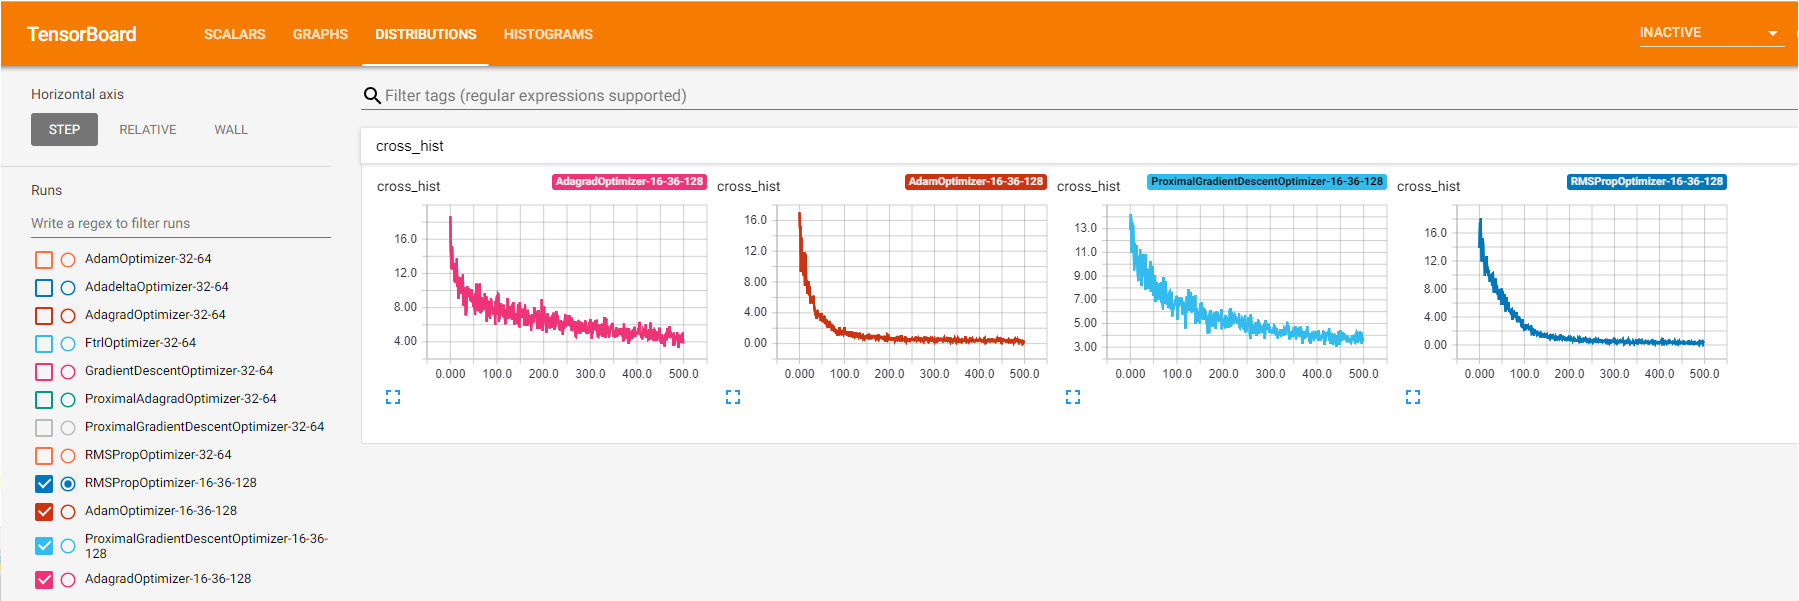 TensorBoard SCALARS GRAPHS DISTRIBUTIONS HISTOGRAMS INACTIVE
Horizontal axis
STEP RELATIVE WALL
Runs
Write a regex to filter runs
AdamOptimizer-32-64
AdadeltaOptimizer-32-64
AdagradOptimizer-32-64
FtrlOptimizer-32-64
GradientDescentOptimizer-32-64
ProximalAdagradOptimizer-32-64
ProximalGradientDescentOptimizer-32-64
RMSPropOptimizer-32-64
RMSPropOptimizer-16-36-128
AdamOptimizer-16-36-128
ProximalGradientDescentOptimizer-16-36-
128
AdagradOptimizer-16-36-128
Filter tags (regular expressions supported)
cross_hist
cross_hist AdagradOptimizer-16-36-128
16.0
12.0
8.00
4.00
0.000 100.0 200.0 300.0 400.0 500.0
cross_hist AdamOptimizer-16-36-128
16.0
12.0
8.00
4.00
0.00
0.000 100.0 200.0 300.0 400.0 500.0
cross_hist ProximalGradientDescentOptimizer-16-36-128
13.0
11.0
9.00
7.00
5.00
3.00
0.000 100.0 200.0 300.0 400.0 500.0
cross_hist RMSPropOptimizer-16-36-128
16.0
12.0
8.00
4.00
0.00
0.000 100.0 200.0 300.0 400.0 500.0